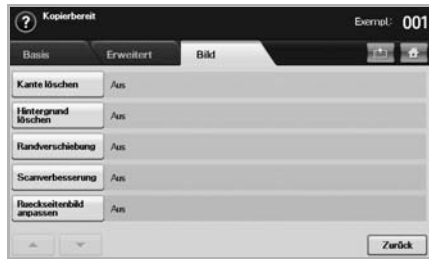 ? Kopierbereit Exempl.: 001
Basis Erweitert Bild
Kante löschen Aus
Hintergrund
löschen Aus
Randverschiebung Aus
Scanverbesserung Aus
Rueckseitenbild
anpassen Aus
Zurück